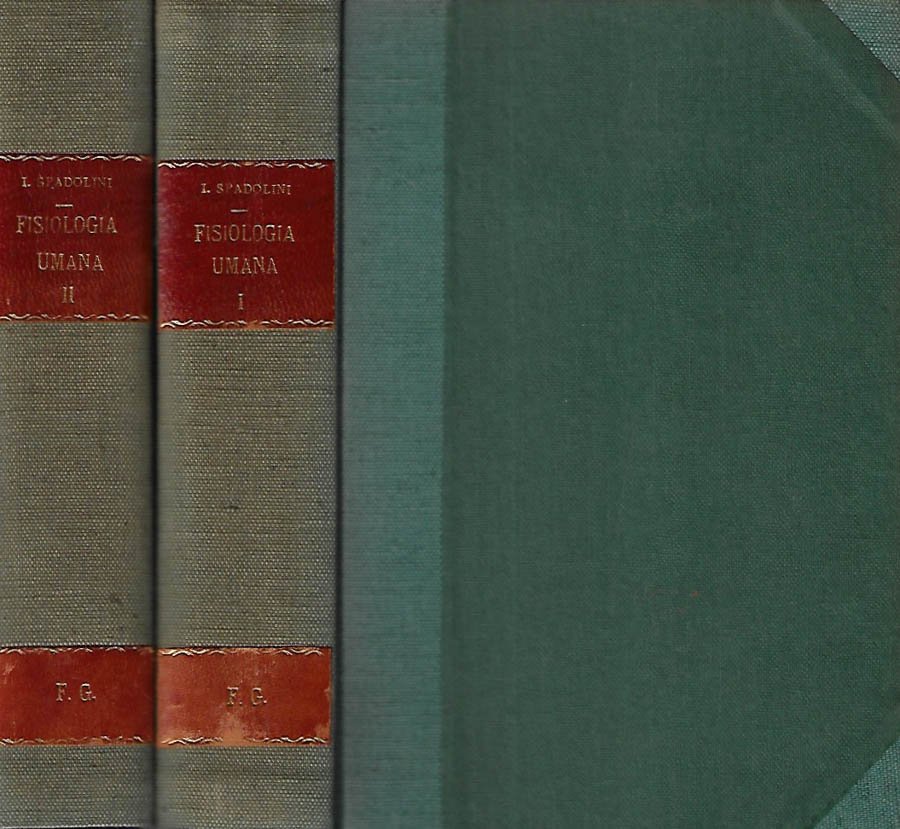 I. SPADOLINI
FISIOLOGIA
UMANA
II
F. G.
I. SPADOLINI
FISIOLOGIA
UMANA
I
F. G.